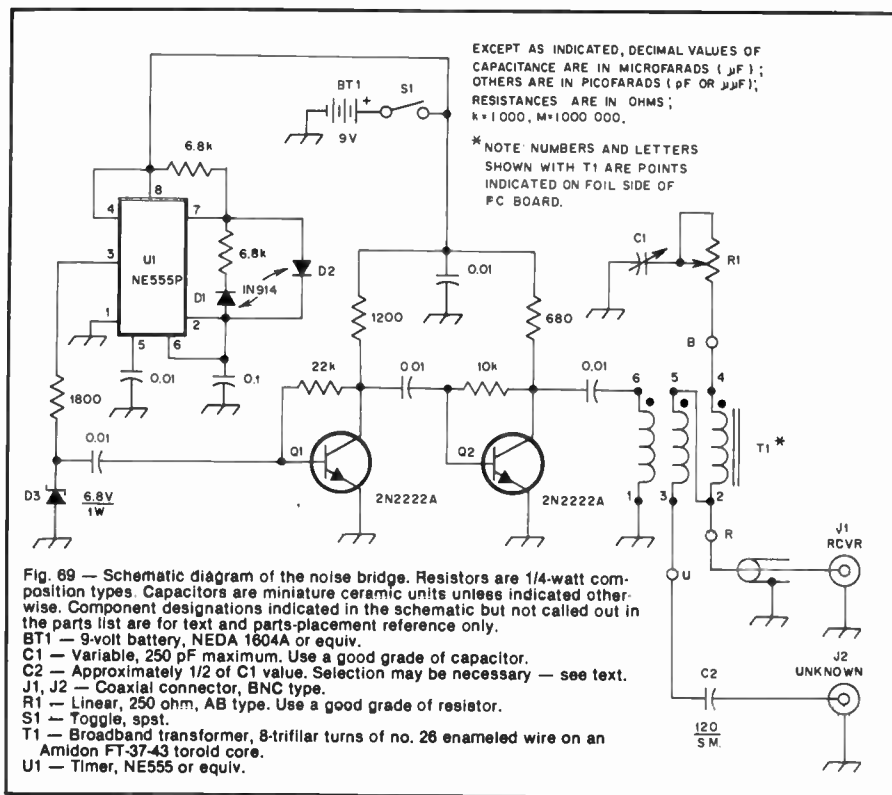 EXCEPT AS INDICATED, DECIMAL VALUES OF
CAPACITANCE ARE IN MICROFARADS ( µF ) ;
OTHERS ARE IN PICOFARADS ( pF OR µµF);
RESISTANCES ARE IN OHMS ;
k=1000, M=1000 000.
* NOTE: NUMBERS AND LETTERS
SHOWN WITH T1 ARE POINTS
INDICATED ON FOIL SIDE OF
PC BOARD.
BT1
+
S1
9V
6.8k
8
4
7
3
U1
NE555P
6.8k
D1
IN914
D2
1
2
5
6
0.01
0.1
1800
0.01
D3
6.8V
1W
22k
1200
0.01
0.01
10k
680
0.01
Q1
2N2222A
Q2
2N2222A
C1
R1
B
6
5
4
T1 *
1
3
2
R
U
J1
RCVR
C2
120
S.M.
J2
UNKNOWN
Fig. 69 — Schematic diagram of the noise bridge. Resistors are 1/4-watt com-
position types. Capacitors are miniature ceramic units unless indicated other-
wise. Component designations indicated in the schematic but not called out in
the parts list are for text and parts-placement reference only.
BT1 — 9-volt battery, NEDA 1604A or equiv.
C1 — Variable, 250 pF maximum. Use a good grade of capacitor.
C2 — Approximately 1/2 of C1 value. Selection may be necessary — see text.
J1, J2 — Coaxial connector, BNC type.
R1 — Linear, 250 ohm, AB type. Use a good grade of resistor.
S1 — Toggle, spst.
T1 — Broadband transformer, 8-trifilar turns of no. 26 enameled wire on an
Amidon FT-37-43 toroid core.
U1 — Timer, NE555 or equiv.